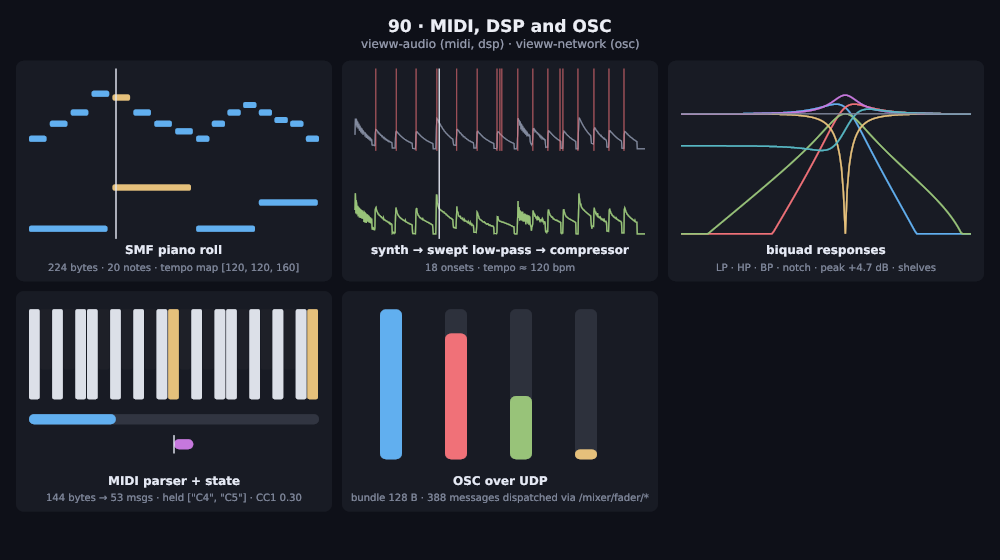 90 · MIDI, DSP and OSC
vieww-audio (midi, dsp) · vieww-network (osc)
SMF piano roll
224 bytes · 20 notes · tempo map [120, 120, 160]
synth → swept low-pass → compressor
18 onsets · tempo ≈ 120 bpm
biquad responses
LP · HP · BP · notch · peak +4.7 dB · shelves
MIDI parser + state
144 bytes → 53 msgs · held ["C4", "C5"] · CC1 0.30
OSC over UDP
bundle 128 B · 388 messages dispatched via /mixer/fader/*